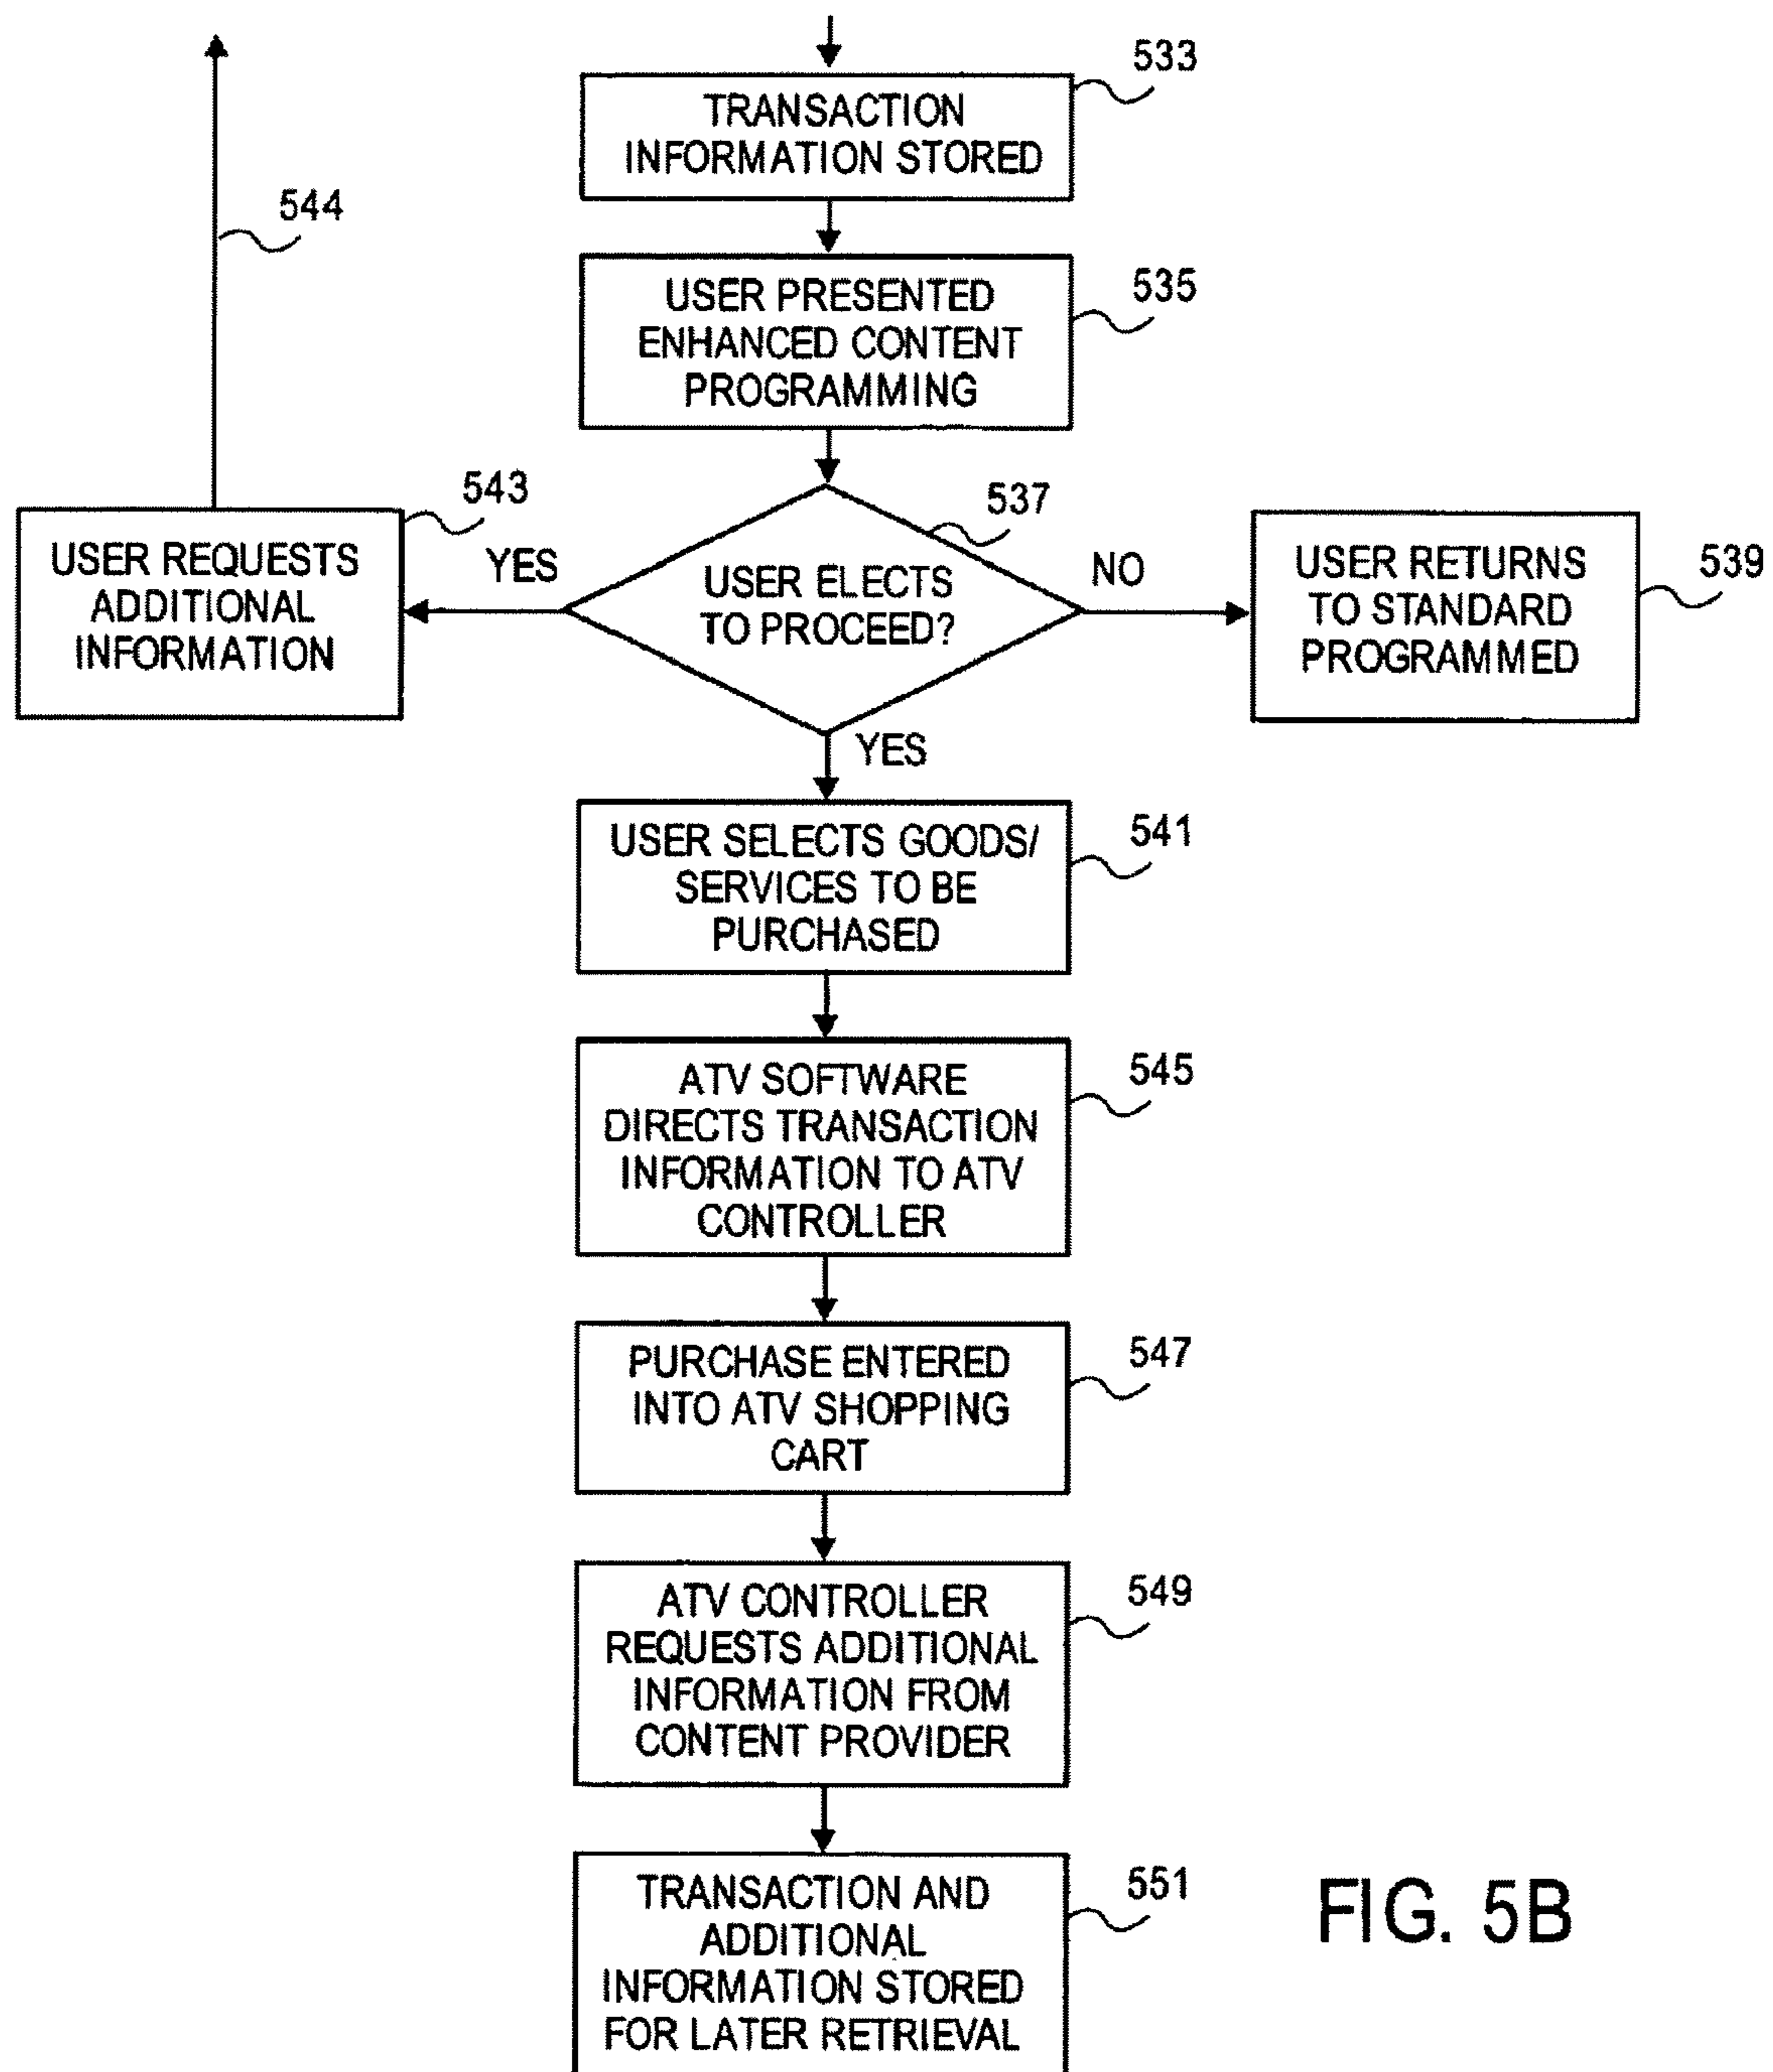 533
TRANSACTION
INFORMATION STORED
544
535
USER PRESENTED
ENHANCED CONTENT
PROGRAMMING
543
USER REQUESTS
ADDITIONAL
INFORMATION
YES
537
USER ELECTS
TO PROCEED?
NO
539
USER RETURNS
TO STANDARD
PROGRAMMED
YES
541
USER SELECTS GOODS/
SERVICES TO BE
PURCHASED
545
ATV SOFTWARE
DIRECTS TRANSACTION
INFORMATION TO ATV
CONTROLLER
547
PURCHASE ENTERED
INTO ATV SHOPPING
CART
549
ATV CONTROLLER
REQUESTS ADDITIONAL
INFORMATION FROM
CONTENT PROVIDER
551
TRANSACTION AND
ADDITIONAL
INFORMATION STORED
FOR LATER RETRIEVAL
FIG. 5B